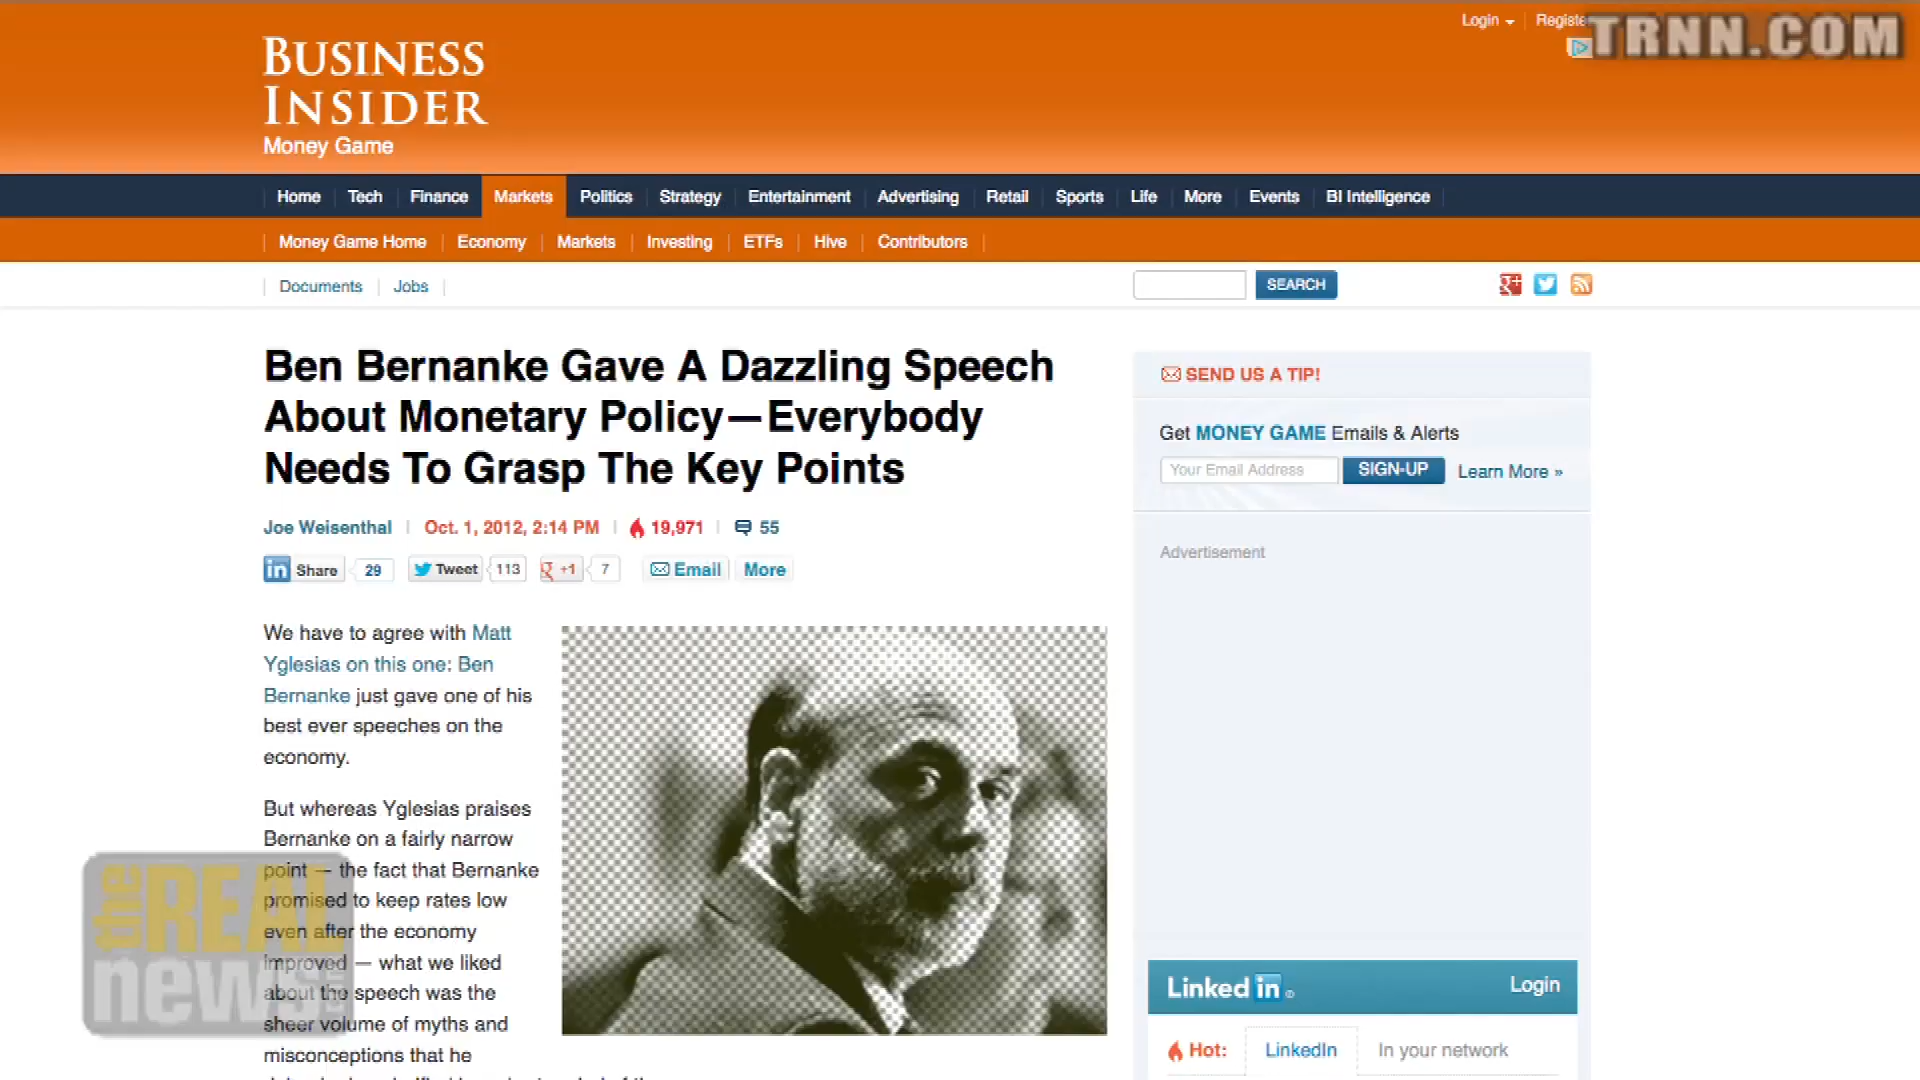 Login
Registe
TRNN.COM
BUSINESS
INSIDER
Money Game
Home Tech Finance Markets Politics Strategy Entertainment Advertising Retail Sports Life More Events BI Intelligence
Money Game Home Economy Markets Investing ETFs Hive Contributors
Documents Jobs
SEARCH
Ben Bernanke Gave A Dazzling Speech
About Monetary Policy—Everybody
Needs To Grasp The Key Points
Joe Weisenthal Oct. 1, 2012, 2:14 PM 19,971 55
in Share 29 Tweet 113 +1 7 Email More
We have to agree with Matt
Yglesias on this one: Ben
Bernanke just gave one of his
best ever speeches on the
economy.
But whereas Yglesias praises
Bernanke on a fairly narrow
point — the fact that Bernanke
promised to keep rates low
even after the economy
improved — what we liked
about the speech was the
sheer volume of myths and
misconceptions that he
the REAL
news
SEND US A TIP!
Get MONEY GAME Emails & Alerts
Your Email Address SIGN-UP Learn More »
Advertisement
Linked in Login
Hot: LinkedIn In your network